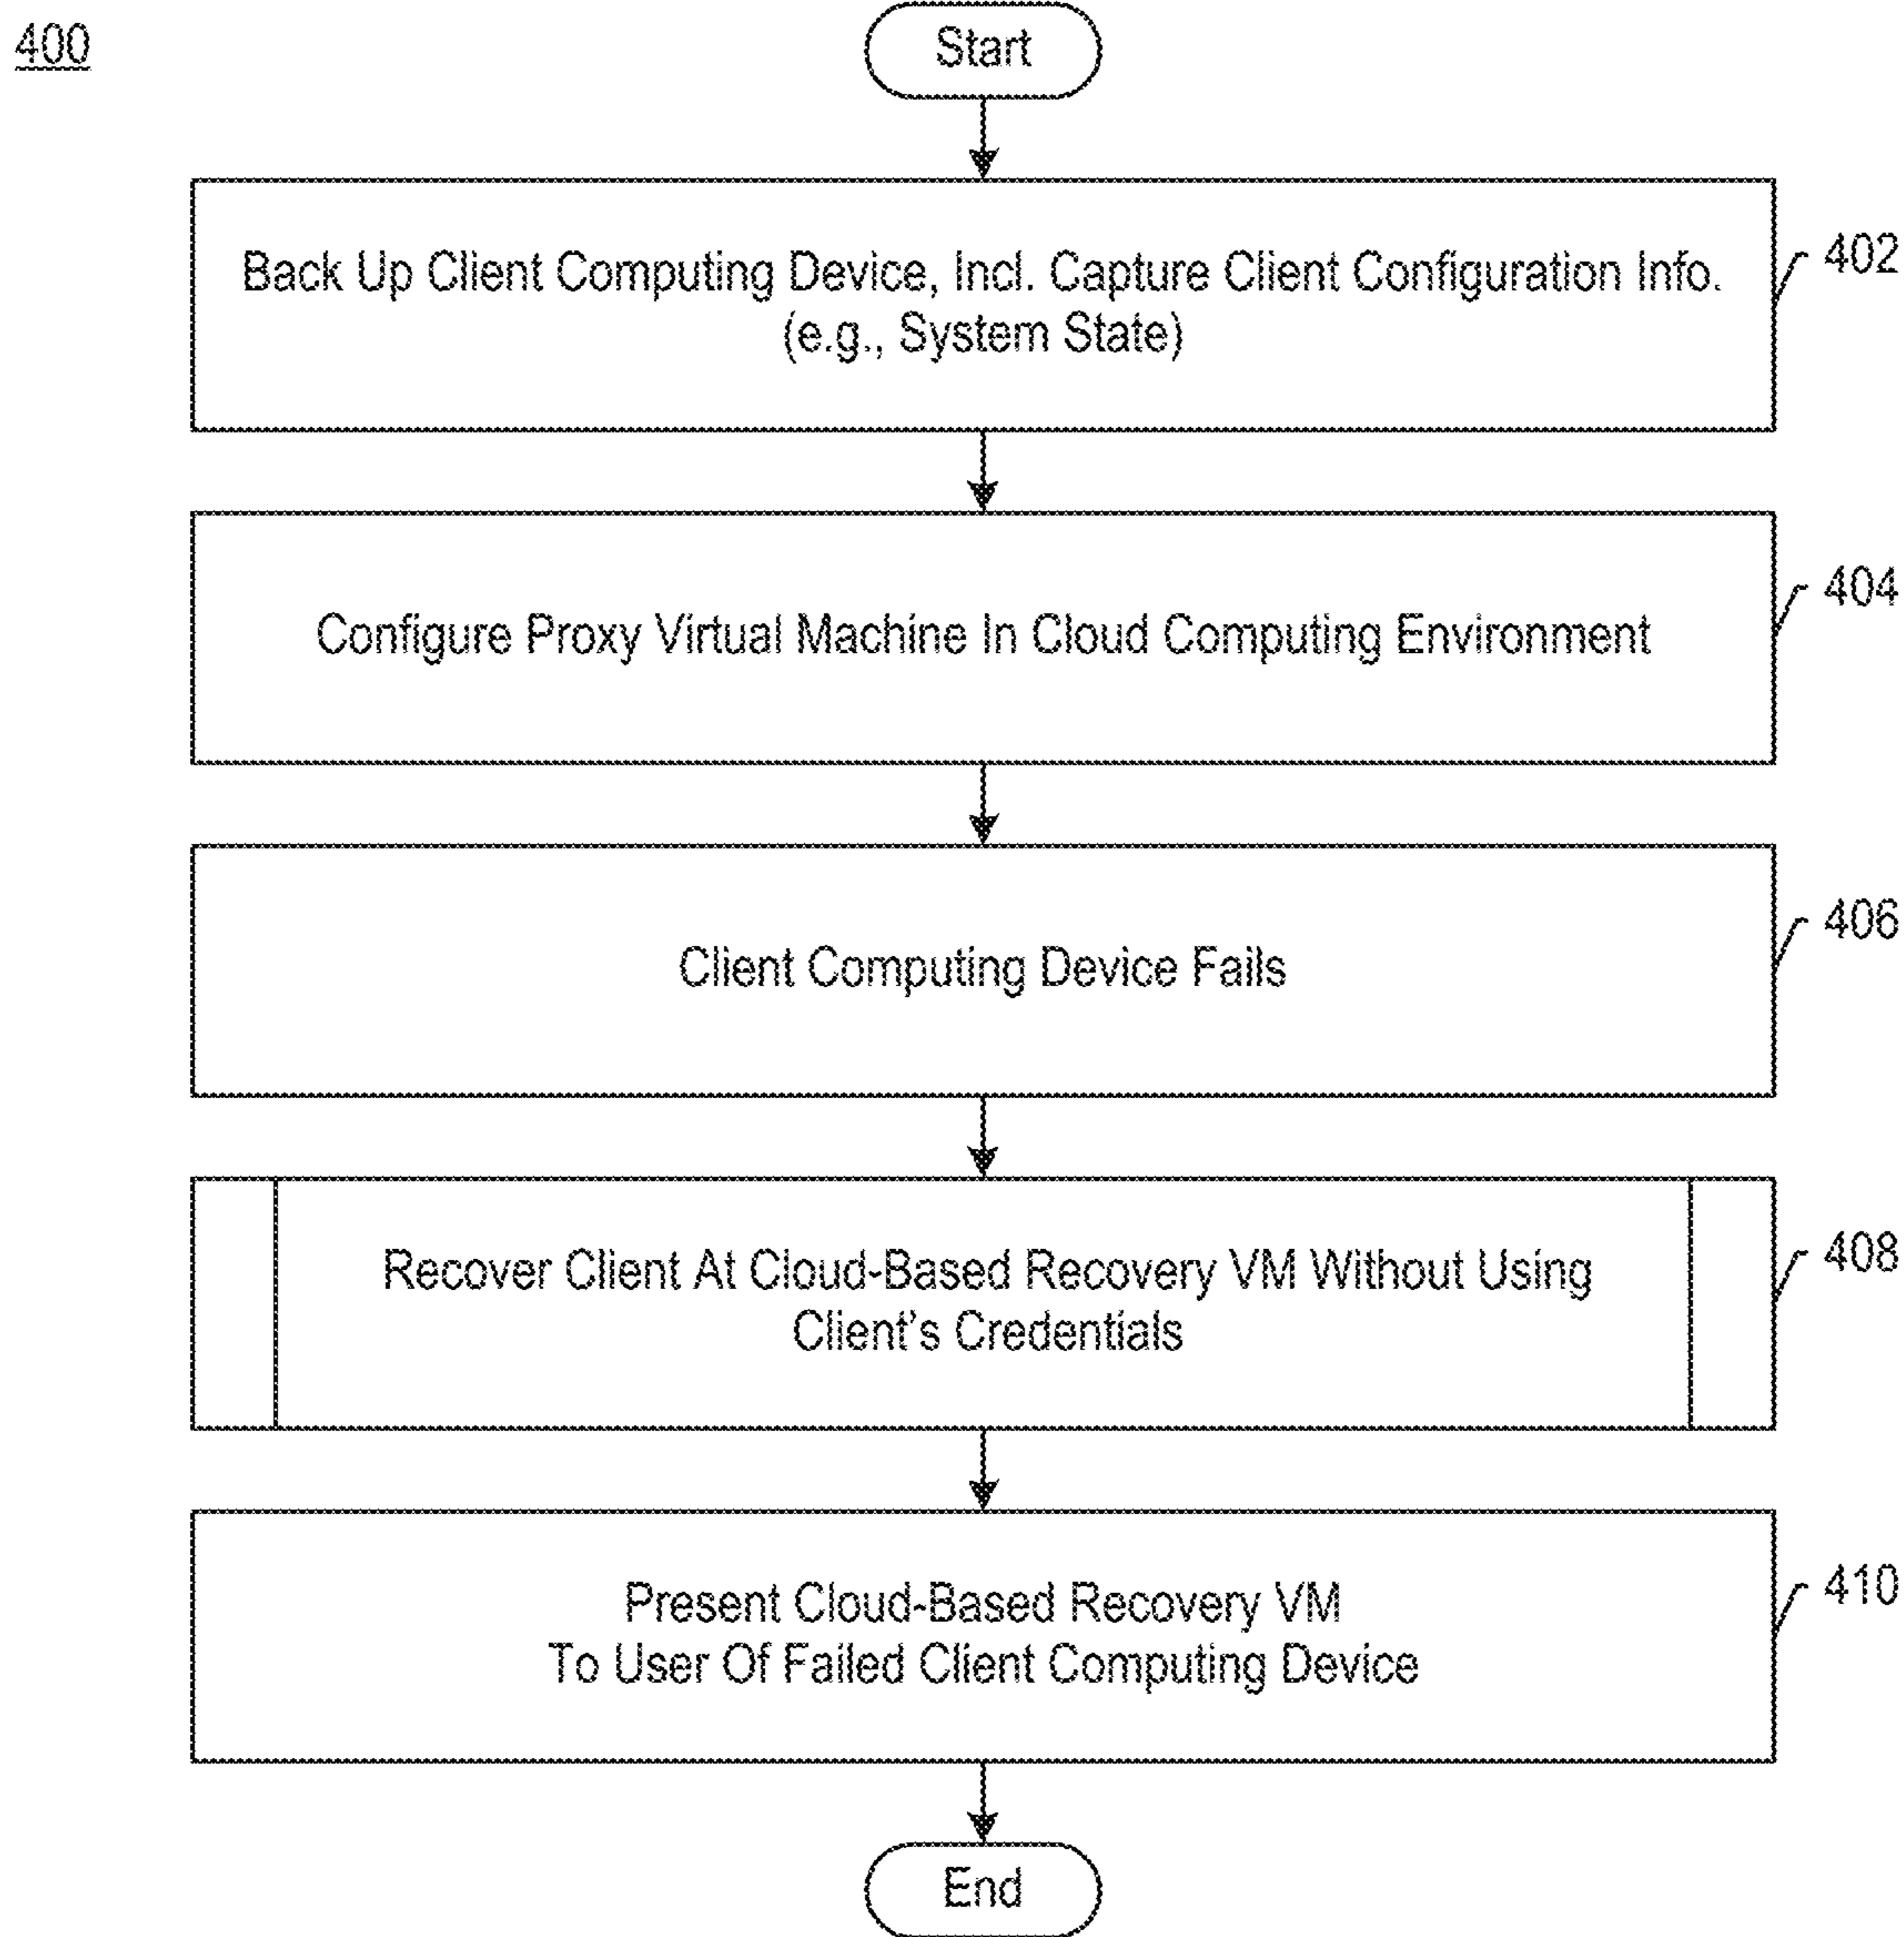 400
Start
Back Up Client Computing Device, Incl. Capture Client Configuration Info.
(e.g., System State)
402
Configure Proxy Virtual Machine In Cloud Computing Environment
404
Client Computing Device Fails
406
Recover Client At Cloud-Based Recovery VM Without Using
Client's Credentials
408
Present Cloud-Based Recovery VM
To User Of Failed Client Computing Device
410
End